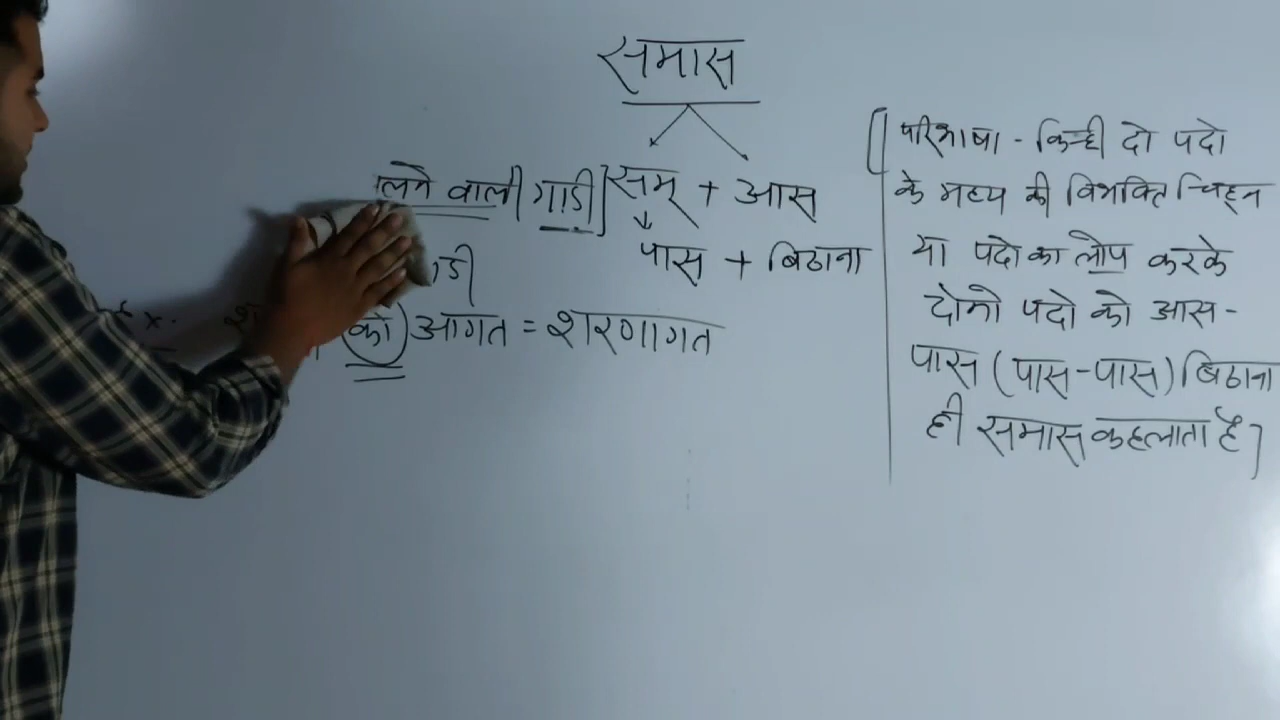 समास
वाली गाडी] सम् + आस
पास + बिठाना
को आगत = शरणागत
[परिभाषा - किन्ही दो पदो
के मध्य की विभक्ति चिह्न
या पदो का लोप करके
दोनो पदो को आस-
पास (पास-पास) बिठाना
ही समास कहलाता है]